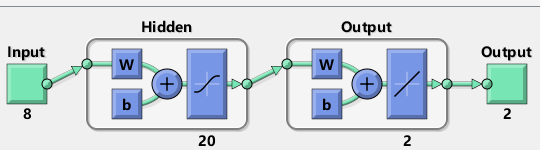 Hidden Output
Input Output
W W
b b
8 20 2 2